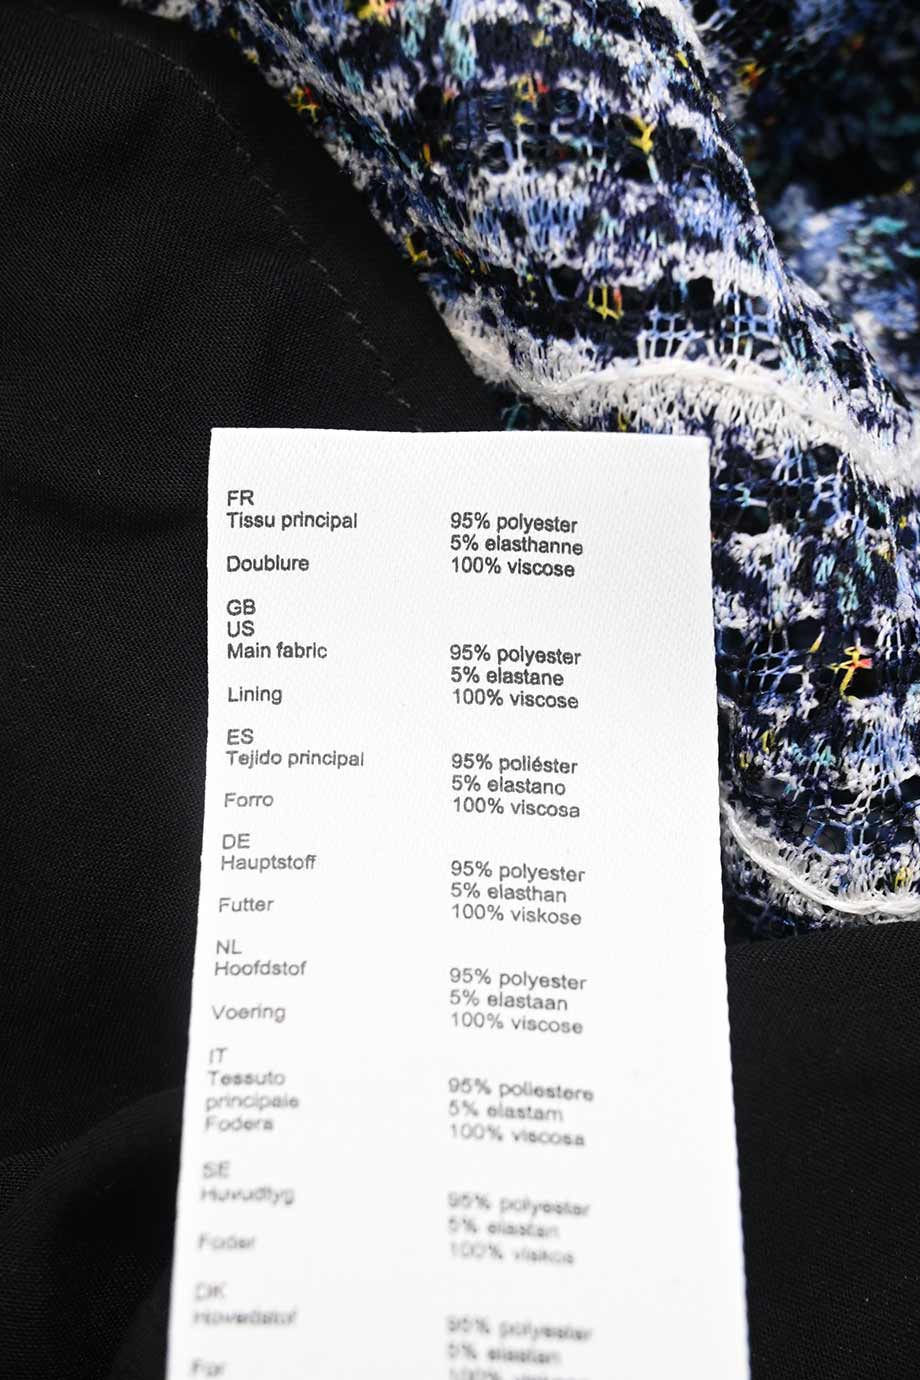 FR
Tissu principal 95% polyester
5% elasthanne
Doublure 100% viscose
GB
US
Main fabric 95% polyester
5% elastane
Lining 100% viscose
ES
Tejido principal 95% poliéster
5% elastano
Forro 100% viscosa
DE
Hauptstoff 95% polyester
5% elasthan
Futter 100% viskose
NL
Hoofdstof 95% polyester
5% elastaan
Voering 100% viscose
IT
Tessuto 95% poliestere
principale 5% elastam
Fodera 100% viscosa
SE
Huvudtyg 95% polyester
5% elastan
Foder 100% viskos
DK
Hovedstof 95% polyester
5% elastan
For